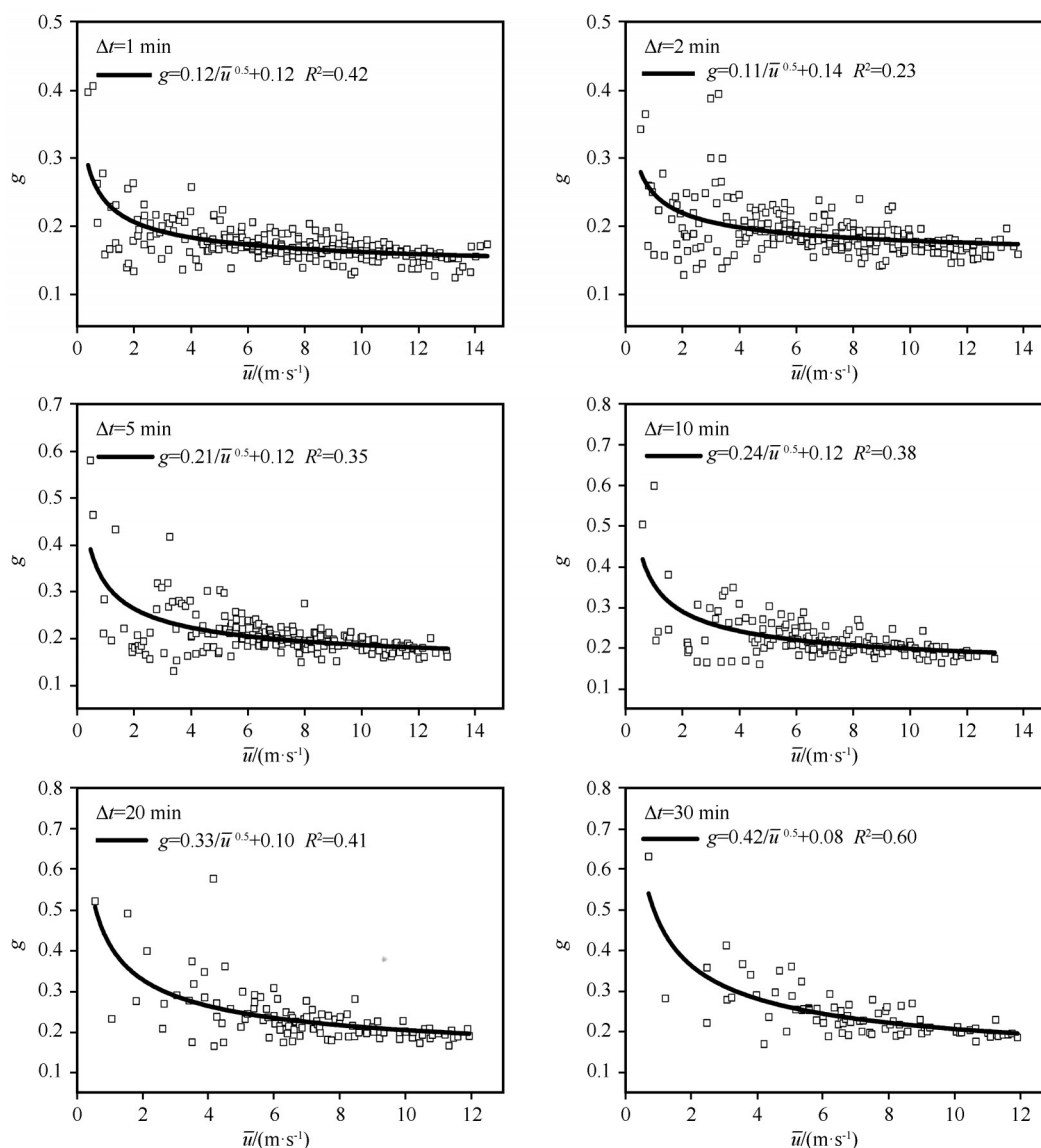 0.5
0.4
0.3
0.2
0.1
g
Δt=1 min
g=0.12/u̅ ⁰·⁵+0.12 R²=0.42
0 2 4 6 8 10 12 14
u̅/(m·s⁻¹)
0.5
0.4
0.3
0.2
0.1
g
Δt=2 min
g=0.11/u̅ ⁰·⁵+0.14 R²=0.23
0 2 4 6 8 10 12 14
u̅/(m·s⁻¹)
0.7
0.6
0.5
0.4
0.3
0.2
0.1
g
Δt=5 min
g=0.21/u̅ ⁰·⁵+0.12 R²=0.35
0 2 4 6 8 10 12 14
u̅/(m·s⁻¹)
0.8
0.7
0.6
0.5
0.4
0.3
0.2
0.1
g
Δt=10 min
g=0.24/u̅ ⁰·⁵+0.12 R²=0.38
0 2 4 6 8 10 12 14
u̅/(m·s⁻¹)
0.8
0.7
0.6
0.5
0.4
0.3
0.2
0.1
g
Δt=20 min
g=0.33/u̅ ⁰·⁵+0.10 R²=0.41
0 2 4 6 8 10 12
u̅/(m·s⁻¹)
0.8
0.7
0.6
0.5
0.4
0.3
0.2
0.1
g
Δt=30 min
g=0.42/u̅ ⁰·⁵+0.08 R²=0.60
0 2 4 6 8 10 12
u̅/(m·s⁻¹)